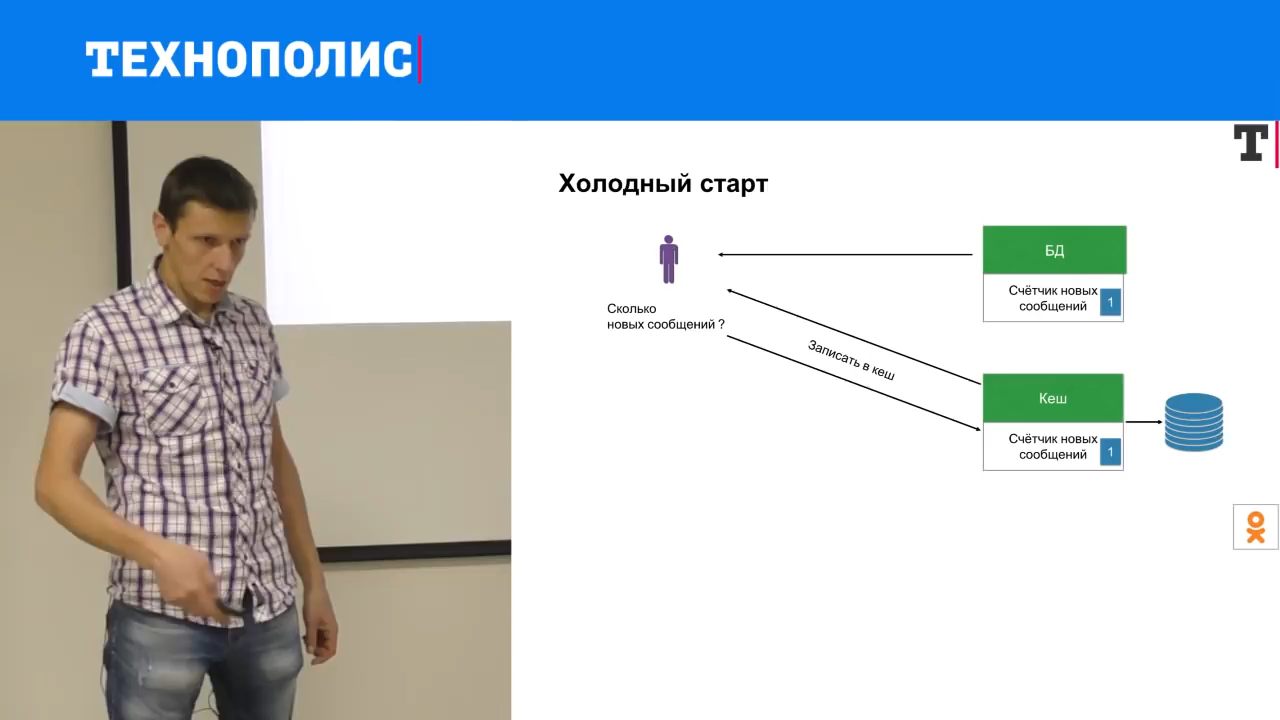 ТЕХНОПОЛИС
Т
Холодный старт
БД
Счётчик новых
сообщений
1
Сколько
новых сообщений ?
Записать в кеш
Кеш
Счётчик новых
сообщений
1